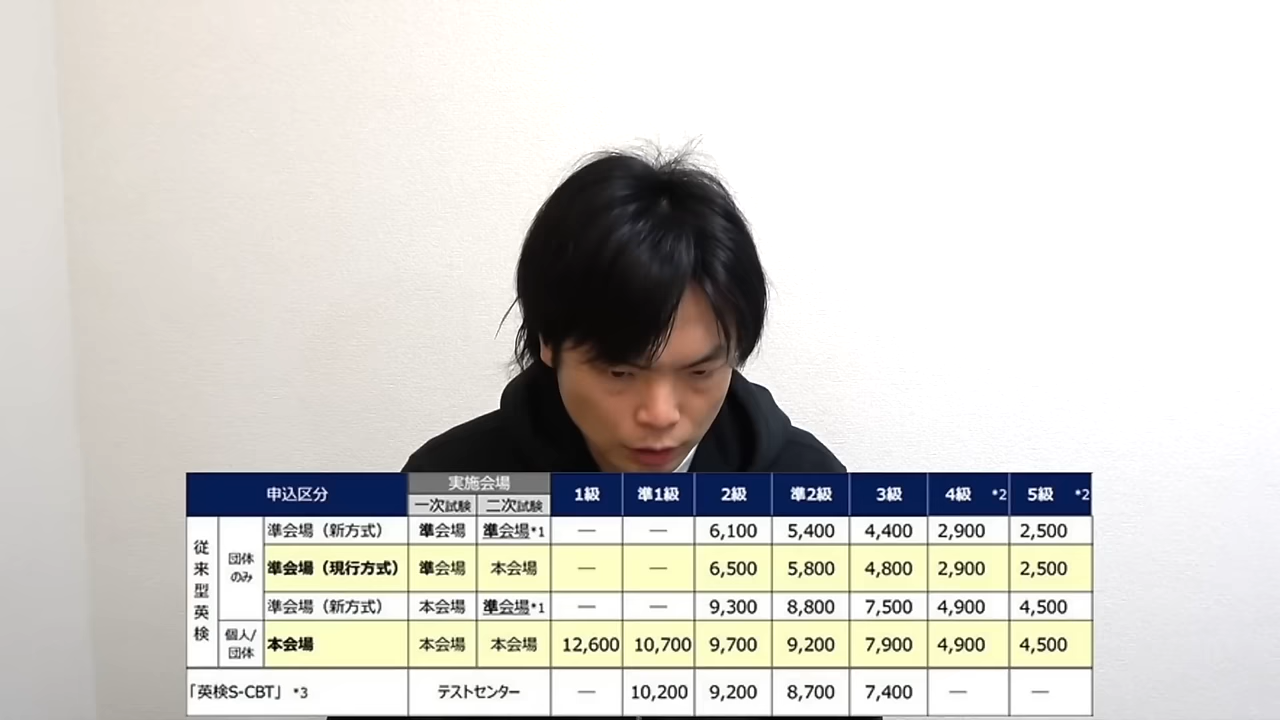 申込区分 実施会場 1級 準1級 2級 準2級 3級 4級 *2 5級 *2
一次試験 二次試験
従来型英検
団体のみ
準会場（新方式） 準会場 準会場*1 — — 6,100 5,400 4,400 2,900 2,500
準会場（現行方式） 準会場 本会場 — — 6,500 5,800 4,800 2,900 2,500
準会場（新方式） 本会場 準会場*1 — — 9,300 8,800 7,500 4,900 4,500
個人/団体
本会場 本会場 本会場 12,600 10,700 9,700 9,200 7,900 4,900 4,500
「英検S-CBT」 *3 テストセンター — 10,200 9,200 8,700 7,400 — —